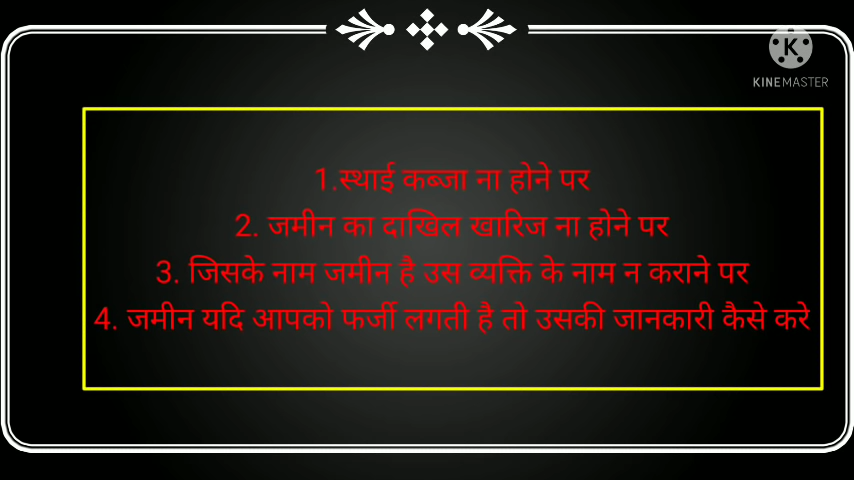 K
KINEMASTER
1.स्थाई कब्जा ना होने पर
2. जमीन का दाखिल खारिज ना होने पर
3. जिसके नाम जमीन है उस व्यक्ति के नाम न कराने पर
4. जमीन यदि आपको फर्जी लगती है तो उसकी जानकारी कैसे करे